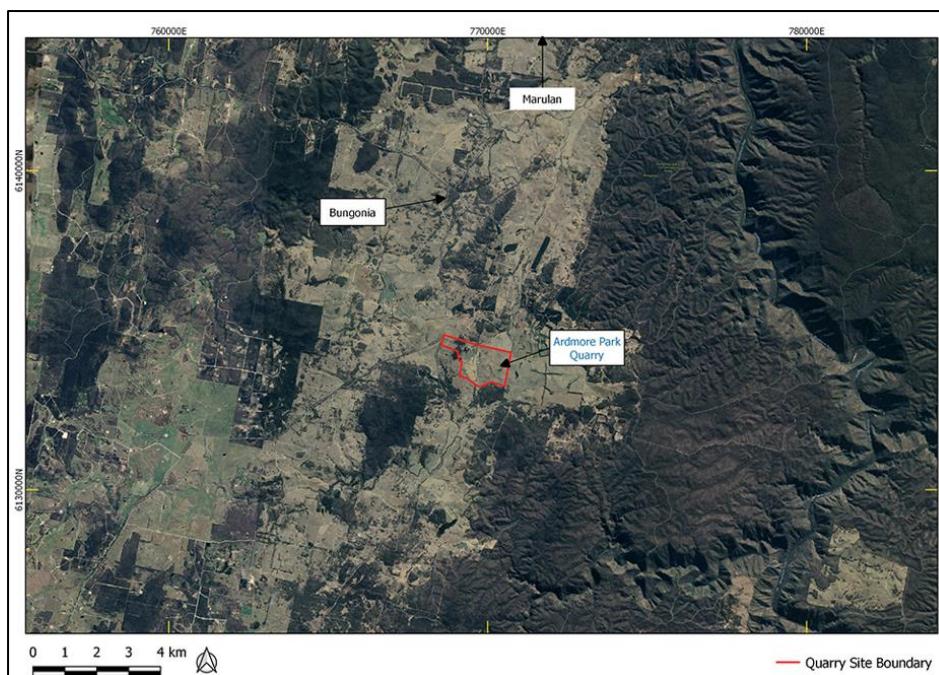 760000E
770000E
780000E
Marulan
6140000N
Bungonia
Ardmore Park
Quarry
6130000N
0 1 2 3 4 km
Quarry Site Boundary